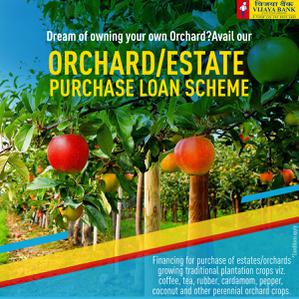 विजया बैंक
VIJAYA BANK
Dream of owning your own Orchard?Avail our
ORCHARD/ESTATE
PURCHASE LOAN SCHEME
Financing for purchase of estates/orchards
growing traditional plantation crops viz.
coffee, tea, rubber, cardamom, pepper,
coconut and other perennial orchard crops.